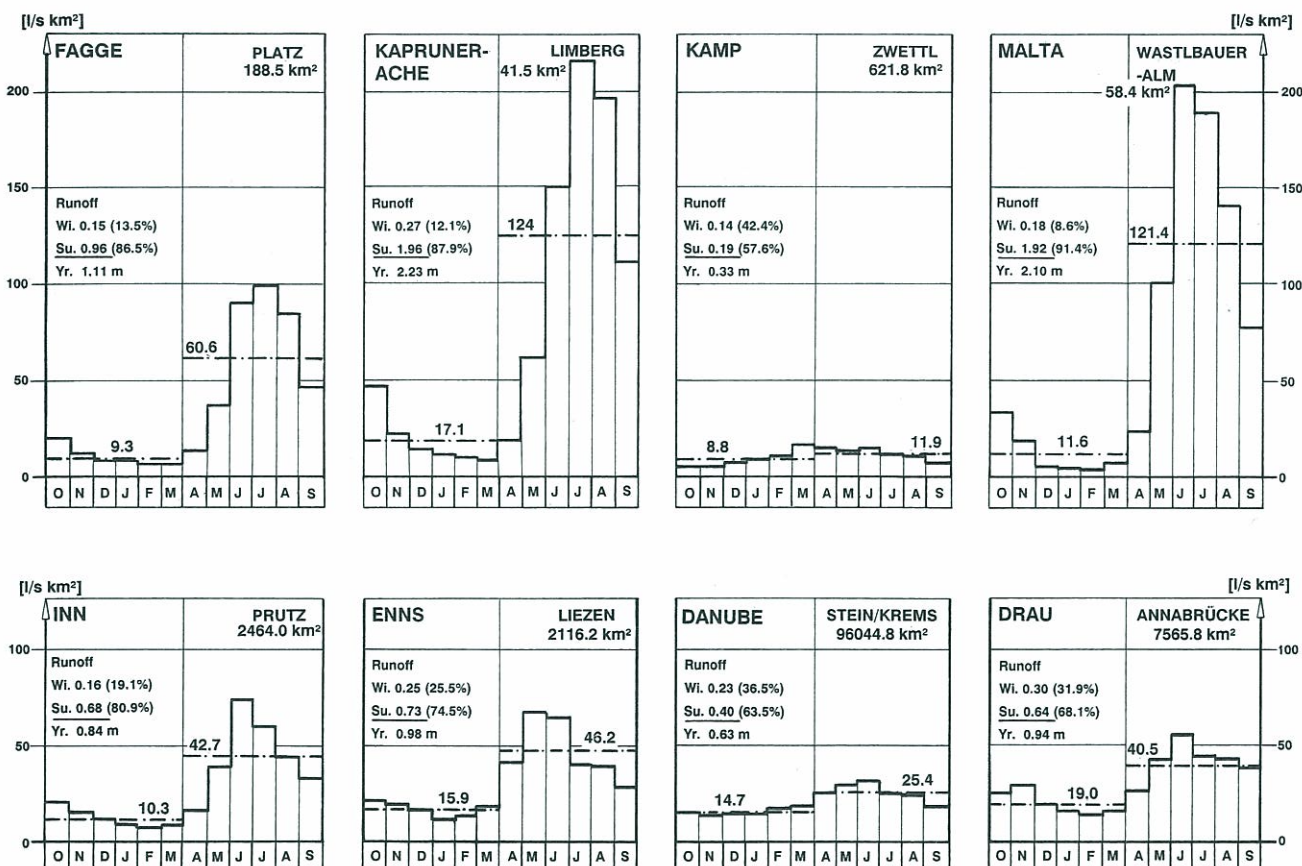 [l/s km²]
FAGGE
PLATZ
188.5 km²
200
150
100
50
0
Runoff
Wi. 0.15 (13.5%)
Su. 0.96 (86.5%)
Yr. 1.11 m
60.6
9.3
O N D J F M A M J J A S
KAPRUNER-
ACHE
LIMBERG
41.5 km²
Runoff
Wi. 0.27 (12.1%)
Su. 1.96 (87.9%)
Yr. 2.23 m
124
17.1
O N D J F M A M J J A S
KAMP
ZWETTL
621.8 km²
Runoff
Wi. 0.14 (42.4%)
Su. 0.19 (57.6%)
Yr. 0.33 m
8.8
11.9
O N D J F M A M J J A S
[l/s km²]
MALTA
WASTLBAUER
-ALM
58.4 km²
Runoff
Wi. 0.18 (8.6%)
Su. 1.92 (91.4%)
Yr. 2.10 m
121.4
11.6
200
150
100
50
0
O N D J F M A M J J A S
[l/s km²]
INN
PRUTZ
2464.0 km²
100
50
0
Runoff
Wi. 0.16 (19.1%)
Su. 0.68 (80.9%)
Yr. 0.84 m
42.7
10.3
O N D J F M A M J J A S
ENNS
LIEZEN
2116.2 km²
Runoff
Wi. 0.25 (25.5%)
Su. 0.73 (74.5%)
Yr. 0.98 m
46.2
15.9
O N D J F M A M J J A S
DANUBE
STEIN/KREMS
96044.8 km²
Runoff
Wi. 0.23 (36.5%)
Su. 0.40 (63.5%)
Yr. 0.63 m
25.4
14.7
O N D J F M A M J J A S
[l/s km²]
DRAU
ANNABRÜCKE
7565.8 km²
Runoff
Wi. 0.30 (31.9%)
Su. 0.64 (68.1%)
Yr. 0.94 m
40.5
19.0
100
50
0
O N D J F M A M J J A S